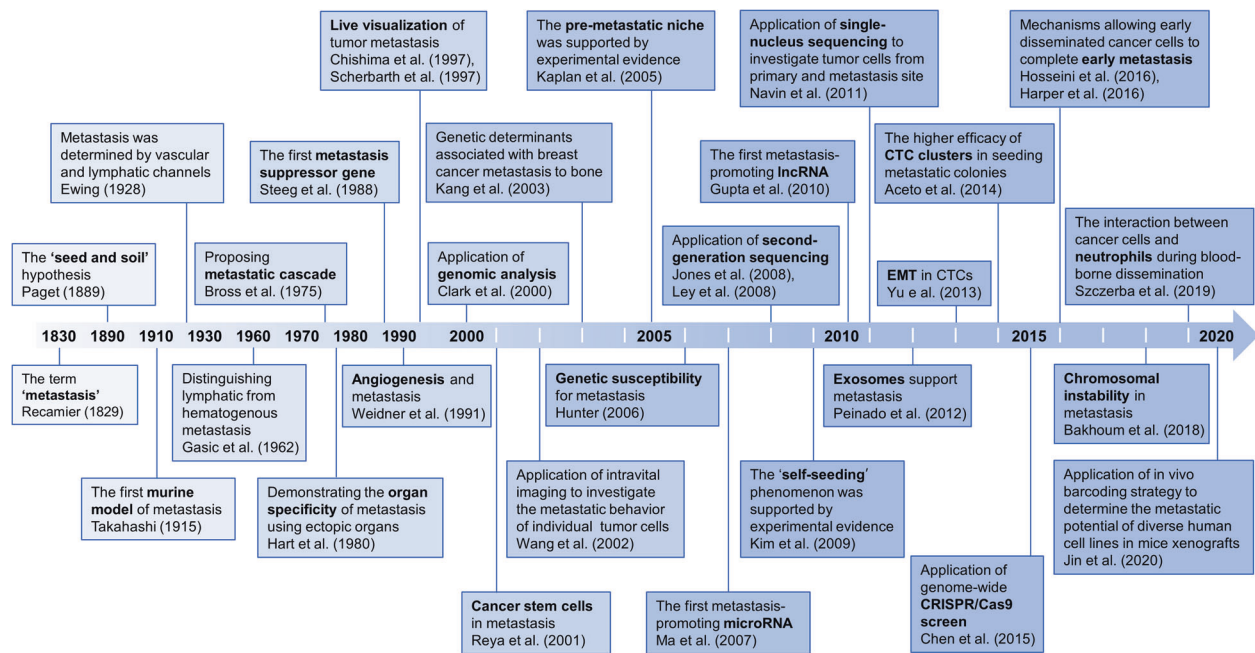 Live visualization of
tumor metastasis
Chishima et al. (1997),
Scherbarth et al. (1997)
The pre-metastatic niche
was supported by
experimental evidence
Kaplan et al. (2005)
Application of single-
nucleus sequencing to
investigate tumor cells from
primary and metastasis site
Navin et al. (2011)
Mechanisms allowing early
disseminated cancer cells to
complete early metastasis
Hosseini et al. (2016),
Harper et al. (2016)
Metastasis was
determined by vascular
and lymphatic channels
Ewing (1928)
The first metastasis
suppressor gene
Steeg et al. (1988)
Genetic determinants
associated with breast
cancer metastasis to bone
Kang et al. (2003)
The first metastasis-
promoting lncRNA
Gupta et al. (2010)
The higher efficacy of
CTC clusters in seeding
metastatic colonies
Aceto et al. (2014)
The 'seed and soil'
hypothesis
Paget (1889)
Proposing
metastatic cascade
Bross et al. (1975)
Application of
genomic analysis
Clark et al. (2000)
Application of second-
generation sequencing
Jones et al. (2008),
Ley et al. (2008)
EMT in CTCs
Yu e al. (2013)
The interaction between
cancer cells and
neutrophils during blood-
borne dissemination
Szczerba et al. (2019)
1830 1890 1910 1930 1960 1970 1980 1990 2000 2005 2010 2015 2020
The term
'metastasis'
Recamier (1829)
Distinguishing
lymphatic from
hematogenous
metastasis
Gasic et al. (1962)
Angiogenesis and
metastasis
Weidner et al. (1991)
Genetic susceptibility
for metastasis
Hunter (2006)
Exosomes support
metastasis
Peinado et al. (2012)
Chromosomal
instability in
metastasis
Bakhoum et al. (2018)
The first murine
model of metastasis
Takahashi (1915)
Demonstrating the organ
specificity of metastasis
using ectopic organs
Hart et al. (1980)
Application of intravital
imaging to investigate
the metastatic behavior
of individual tumor cells
Wang et al. (2002)
The 'self-seeding'
phenomenon was
supported by
experimental evidence
Kim et al. (2009)
Application of in vivo
barcoding strategy to
determine the metastatic
potential of diverse human
cell lines in mice xenografts
Jin et al. (2020)
Cancer stem cells
in metastasis
Reya et al. (2001)
The first metastasis-
promoting microRNA
Ma et al. (2007)
Application of
genome-wide
CRISPR/Cas9
screen
Chen et al. (2015)